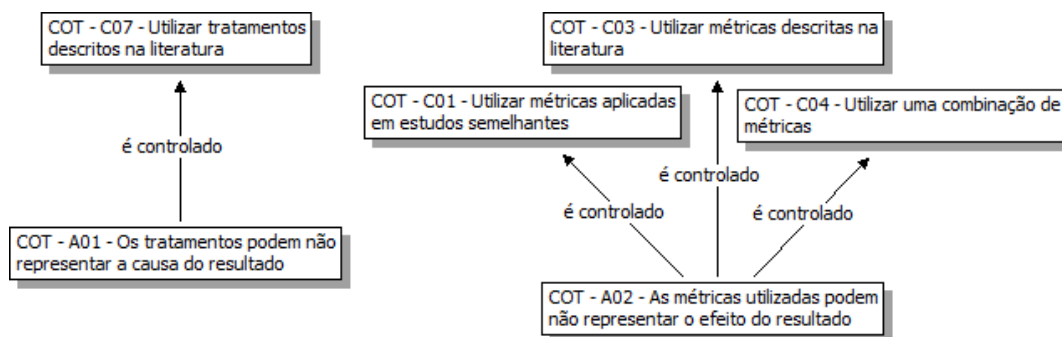 COT - C07 - Utilizar tratamentos
descritos na literatura
COT - C03 - Utilizar métricas descritas na
literatura
COT - C01 - Utilizar métricas aplicadas
em estudos semelhantes
COT - C04 - Utilizar uma combinação de
métricas
é controlado
é controlado
é controlado
é controlado
COT - A01 - Os tratamentos podem não
representar a causa do resultado
COT - A02 - As métricas utilizadas podem
não representar o efeito do resultado